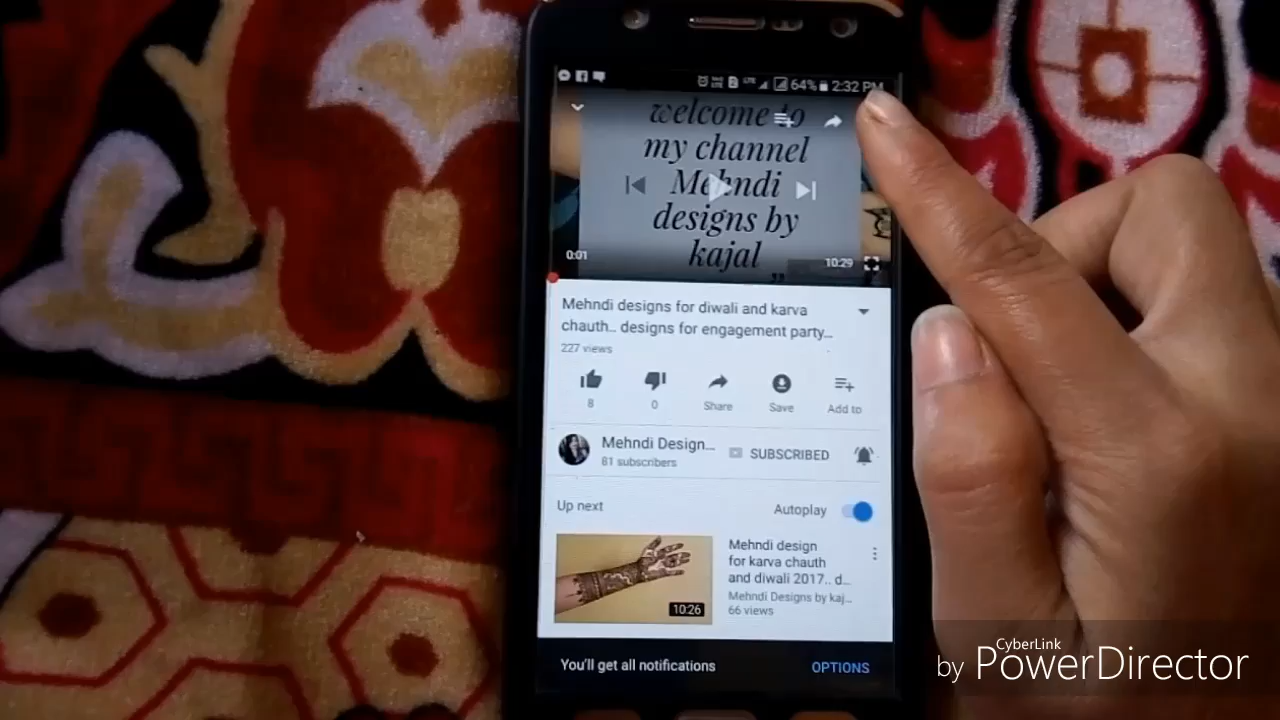 64% 2:32 PM
welcome to
my channel
Mehndi
designs by
kajal
0:01
10:29
Mehndi designs for diwali and karva
chauth.. designs for engagement party...
227 views
8
0
Share
Save
Add to
Mehndi Design...
SUBSCRIBED
81 subscribers
Up next
Autoplay
Mehndi design
for karva chauth
and diwali 2017.. d...
Mehndi Designs by kaj...
66 views
10:26
You'll get all notifications
OPTIONS
CyberLink
by PowerDirector